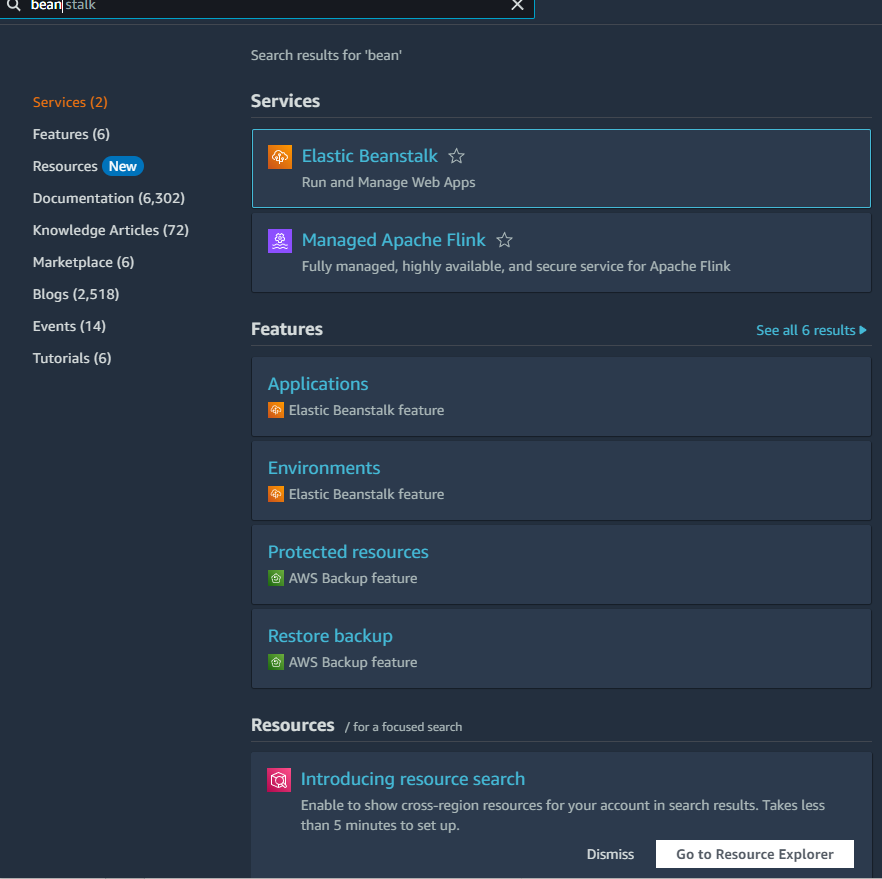 beanstalk
Search results for 'bean'
Services (2)
Features (6)
Resources New
Documentation (6,302)
Knowledge Articles (72)
Marketplace (6)
Blogs (2,518)
Events (14)
Tutorials (6)
Services
Elastic Beanstalk
Run and Manage Web Apps
Managed Apache Flink
Fully managed, highly available, and secure service for Apache Flink
Features
See all 6 results
Applications
Elastic Beanstalk feature
Environments
Elastic Beanstalk feature
Protected resources
AWS Backup feature
Restore backup
AWS Backup feature
Resources / for a focused search
Introducing resource search
Enable to show cross-region resources for your account in search results. Takes less
than 5 minutes to set up.
Dismiss
Go to Resource Explorer